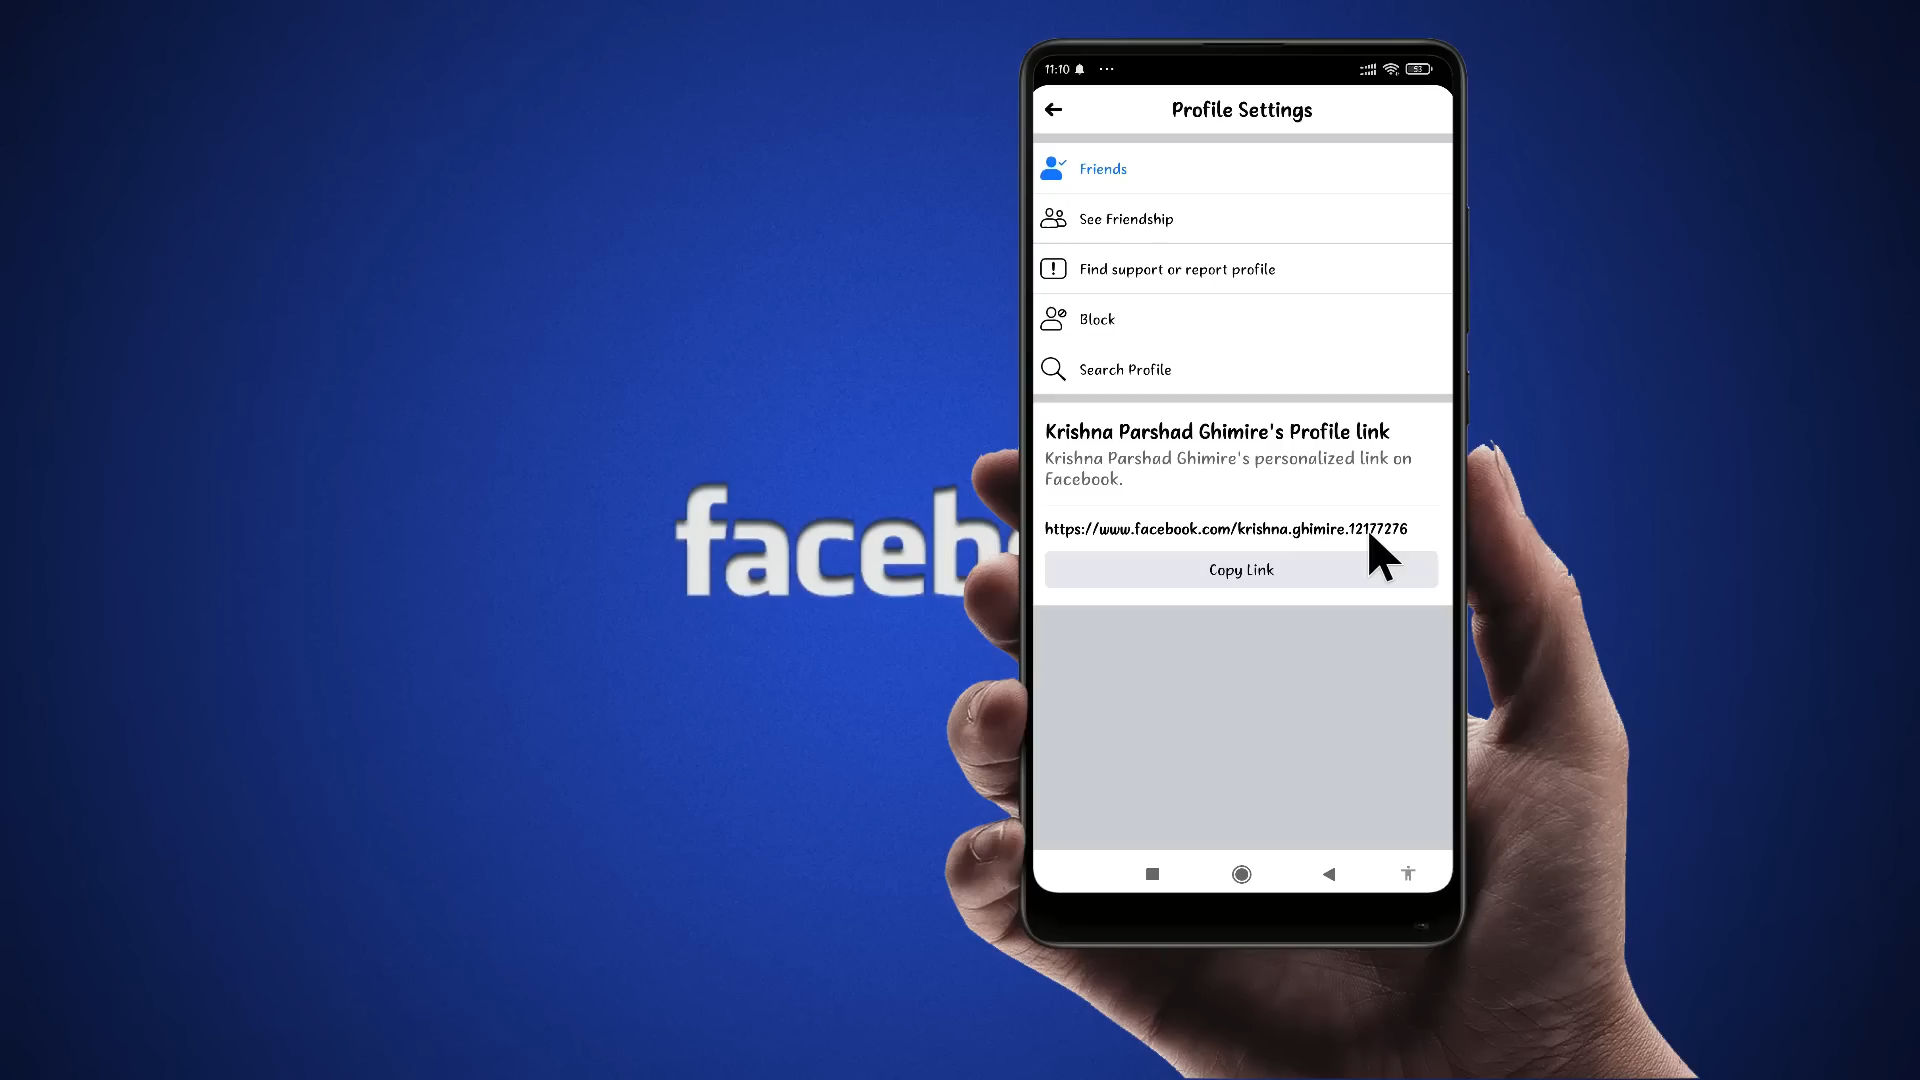 11:10
53
Profile Settings
Friends
See Friendship
Find support or report profile
Block
Search Profile
Krishna Parshad Ghimire's Profile link
Krishna Parshad Ghimire's personalized link on
Facebook.
https://www.facebook.com/krishna.ghimire.12177276
Copy Link
faceb